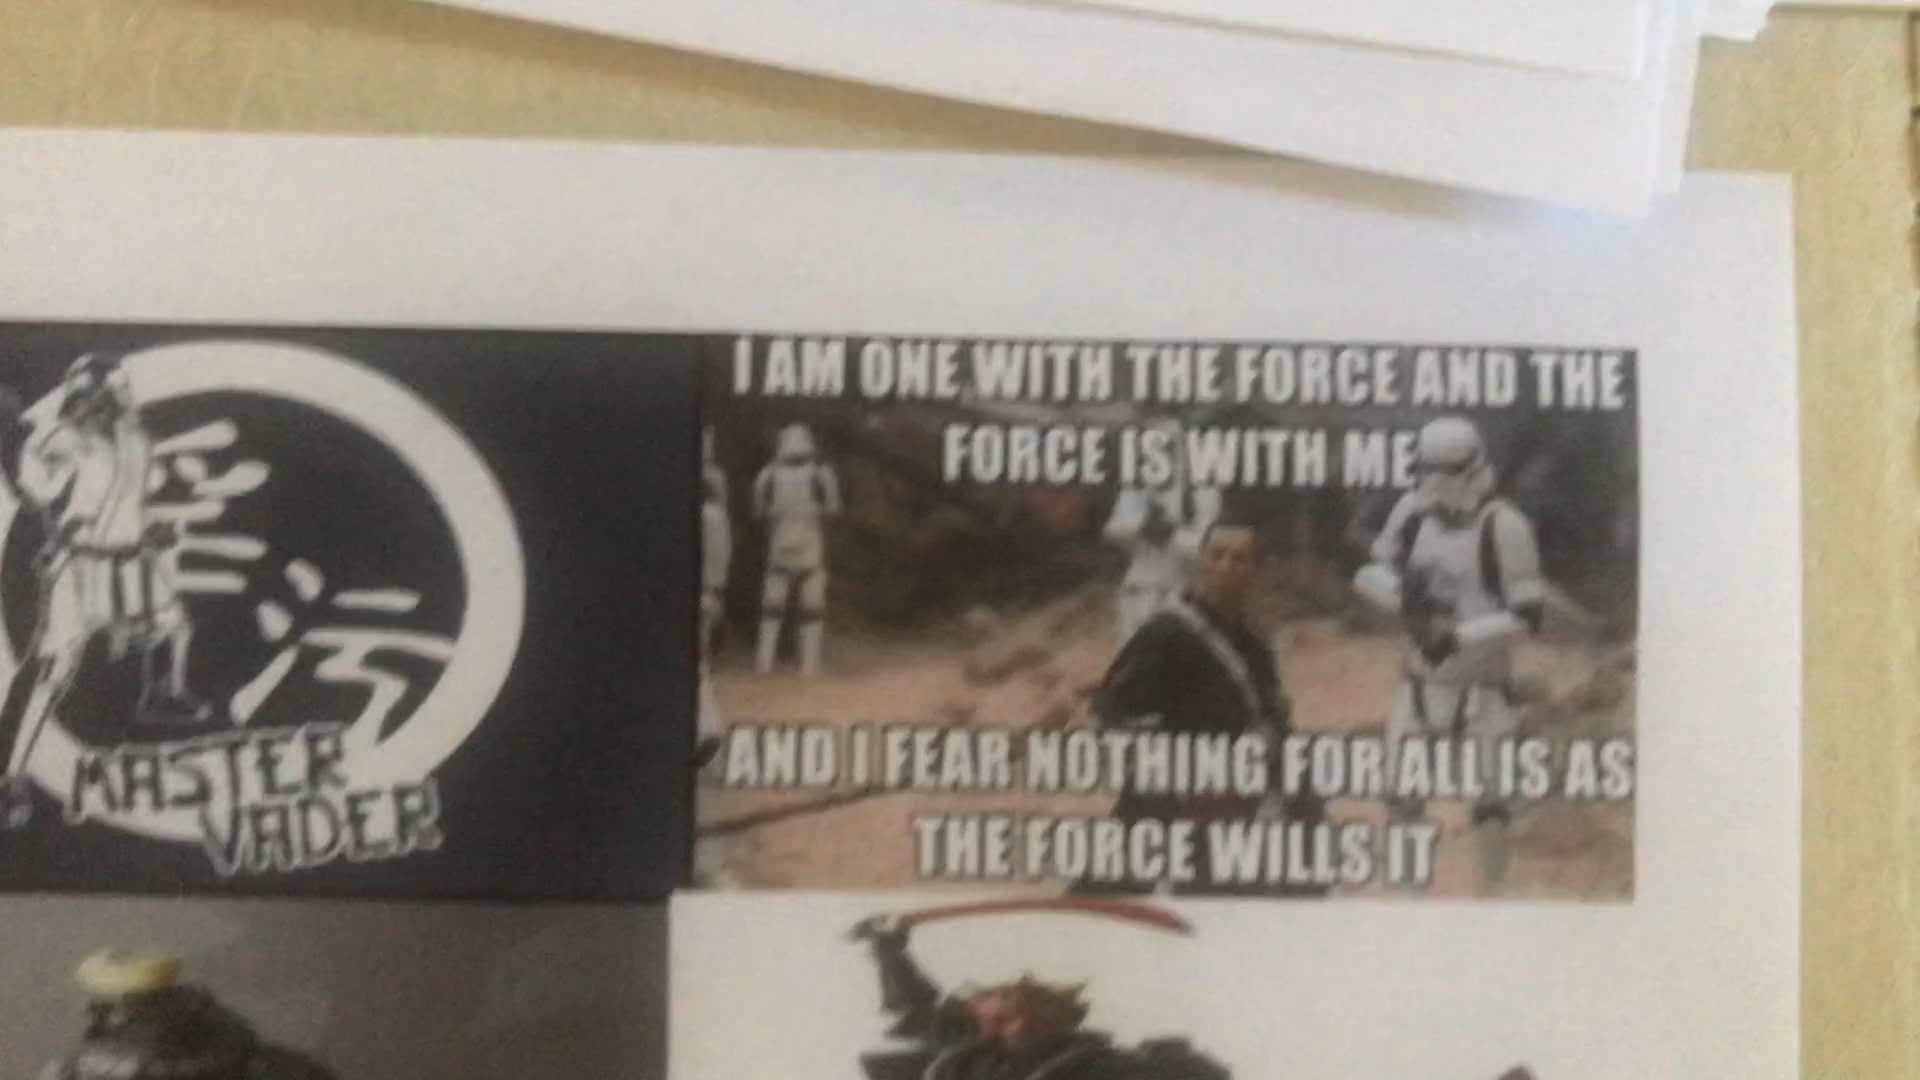 I AM ONE WITH THE FORCE AND THE
FORCE IS WITH ME
AND I FEAR NOTHING FOR ALL IS AS
THE FORCE WILLS IT
MASTER
VADER